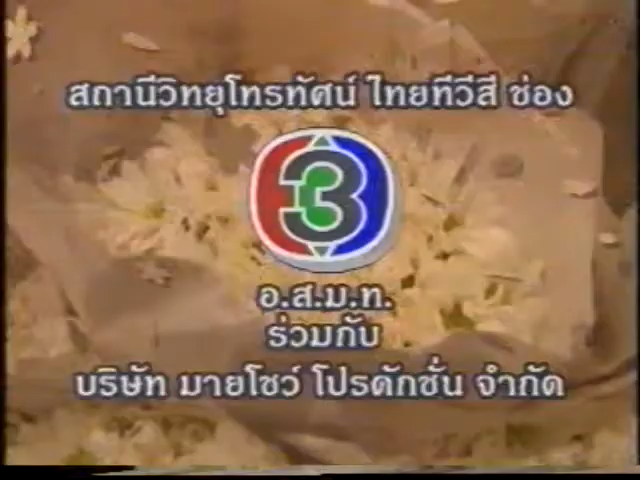 สถานีวิทยุโทรทัศน์ ไทยทีวีสี ช่อง
3
อ.ส.ม.ท.
ร่วมกับ
บริษัท มายโชว์ โปรดักชั่น จำกัด